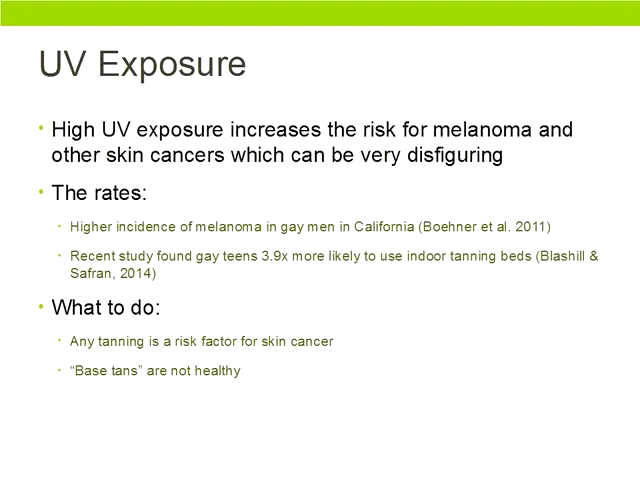 UV Exposure
• High UV exposure increases the risk for melanoma and
other skin cancers which can be very disfiguring
• The rates:
• Higher incidence of melanoma in gay men in California (Boehner et al. 2011)
• Recent study found gay teens 3.9x more likely to use indoor tanning beds (Blashill &
Safran, 2014)
• What to do:
• Any tanning is a risk factor for skin cancer
• “Base tans” are not healthy